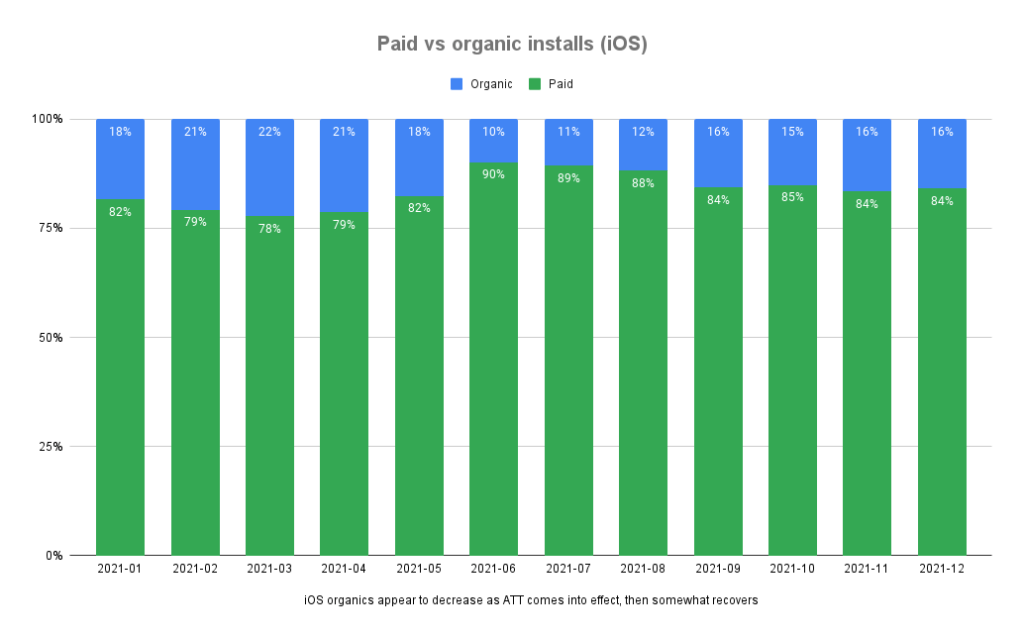 Paid vs organic installs (iOS)
Organic Paid
100%
18% 21% 22% 21% 18% 10% 11% 12% 16% 15% 16% 16%
82% 79% 78% 79% 82% 90% 89% 88% 84% 85% 84% 84%
75%
50%
25%
0%
2021-01 2021-02 2021-03 2021-04 2021-05 2021-06 2021-07 2021-08 2021-09 2021-10 2021-11 2021-12
iOS organics appear to decrease as ATT comes into effect, then somewhat recovers